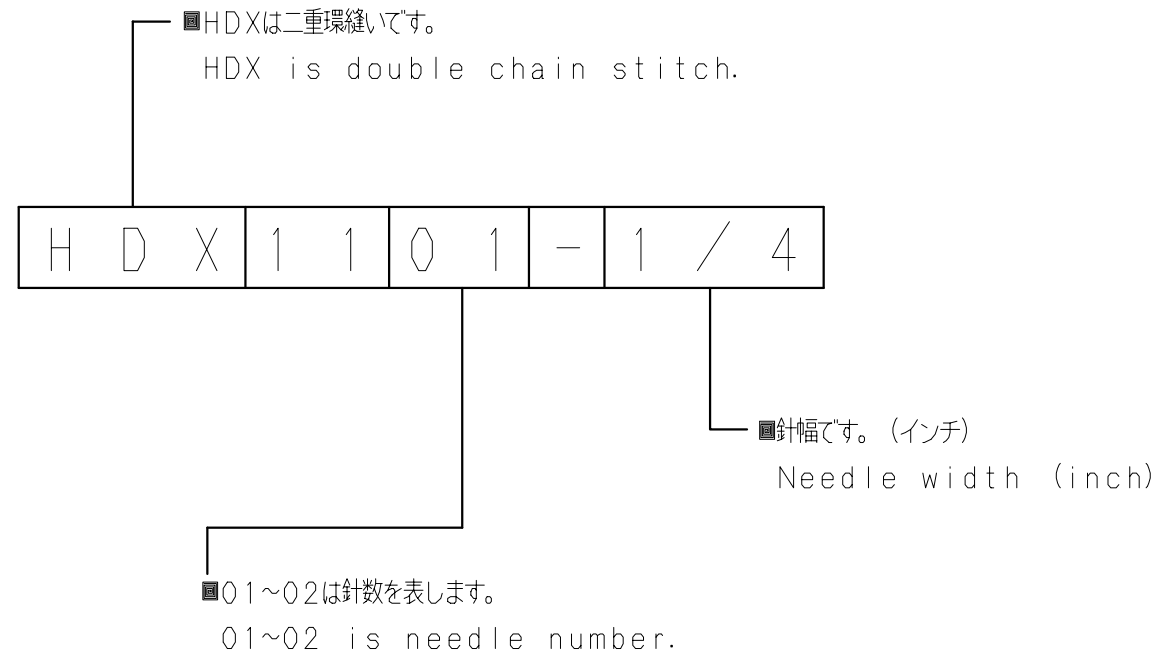 ▣HDXは二重環縫いです。
HDX is double chain stitch.
HDX1101-1/4
▣針幅です。(インチ)
Needle width (inch)
▣01~02は針数を表します。
01~02 is needle number.